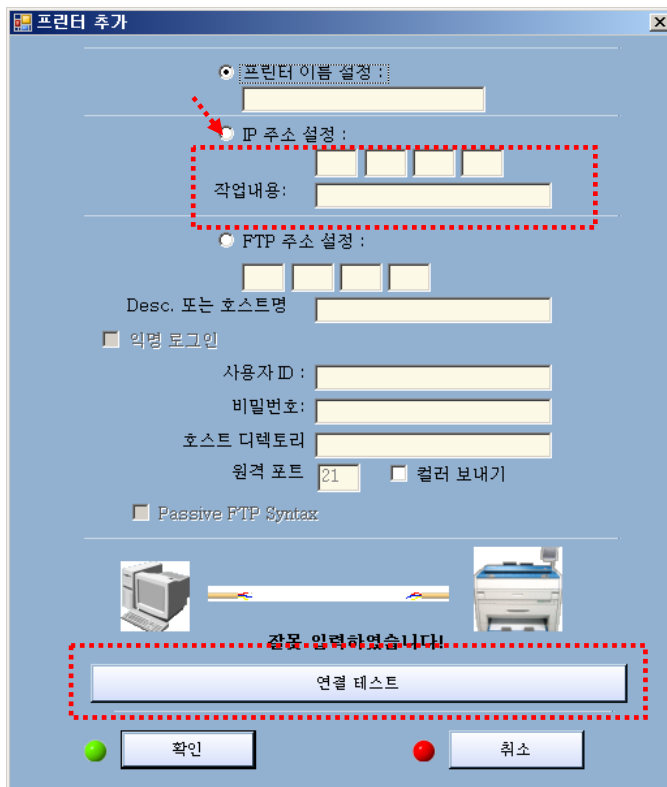 프린터 추가
프린터 이름 설정 :
IP 주소 설정 :
작업내용:
FTP 주소 설정 :
Desc. 또는 호스트명
익명 로그인
사용자 ID :
비밀번호:
호스트 디렉토리
원격 포트 21 컬러 보내기
Passive FTP Syntax
잘못 입력하였습니다!
연결 테스트
확인 취소